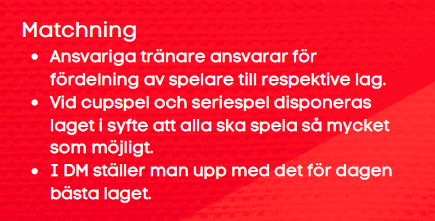 Matchning
• Ansvariga tränare ansvarar för
fördelning av spelare till respektive lag.
• Vid cupspel och seriespel disponeras
laget i syfte att alla ska spela så mycket
som möjligt.
• I DM ställer man upp med det för dagen
bästa laget.